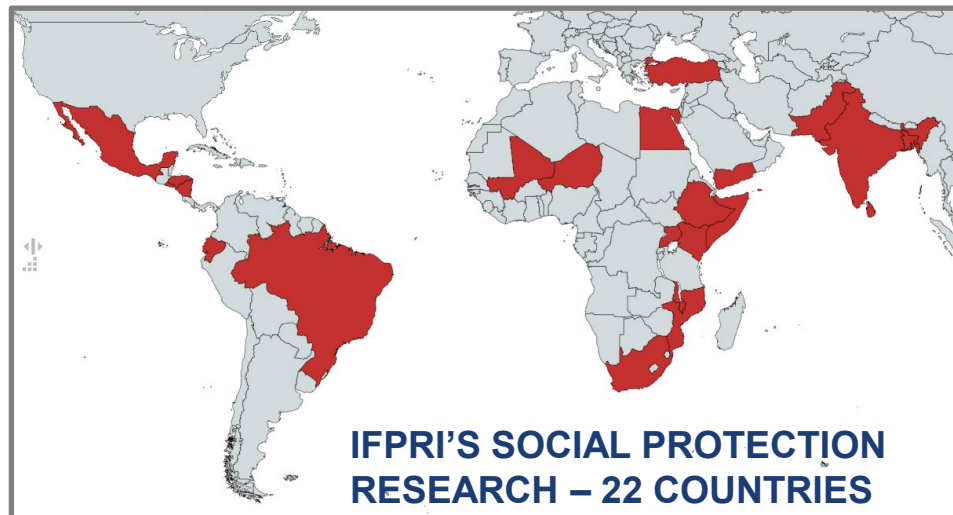 IFPRI’S SOCIAL PROTECTION
RESEARCH – 22 COUNTRIES